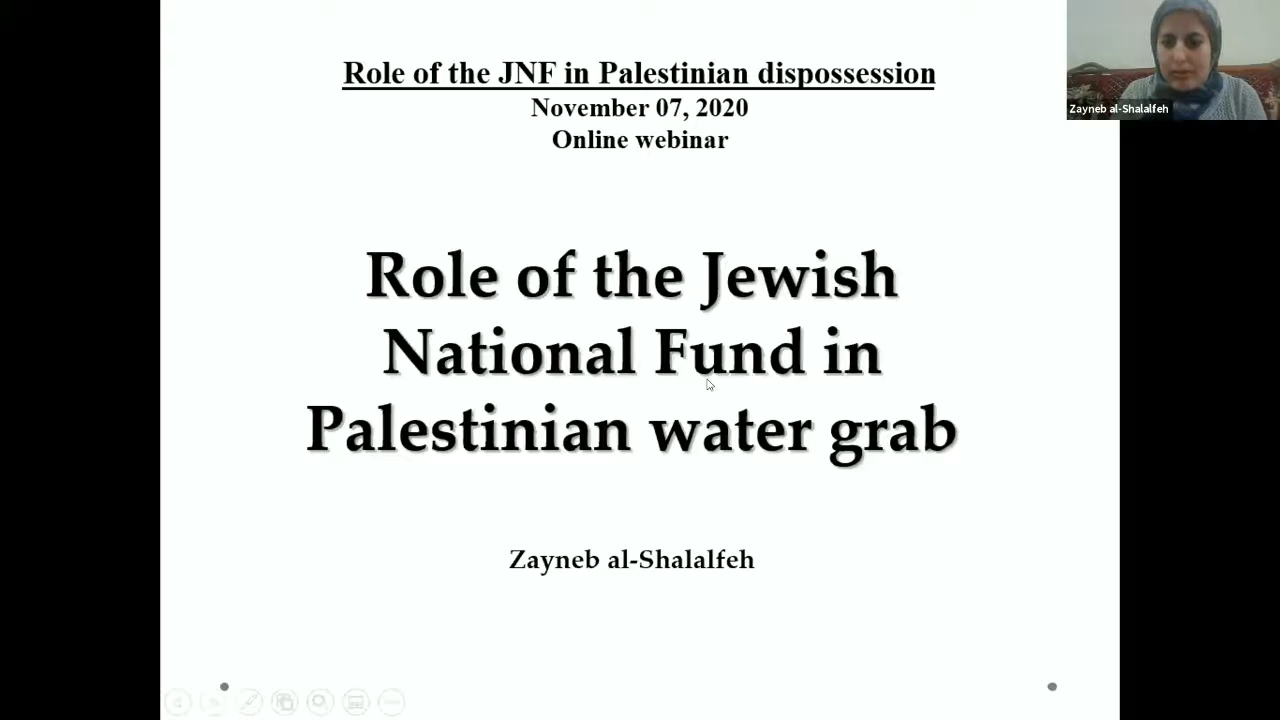 Role of the JNF in Palestinian dispossession
November 07, 2020
Online webinar
Zayneb al-Shalalfeh
Role of the Jewish
National Fund in
Palestinian water grab
Zayneb al-Shalalfeh